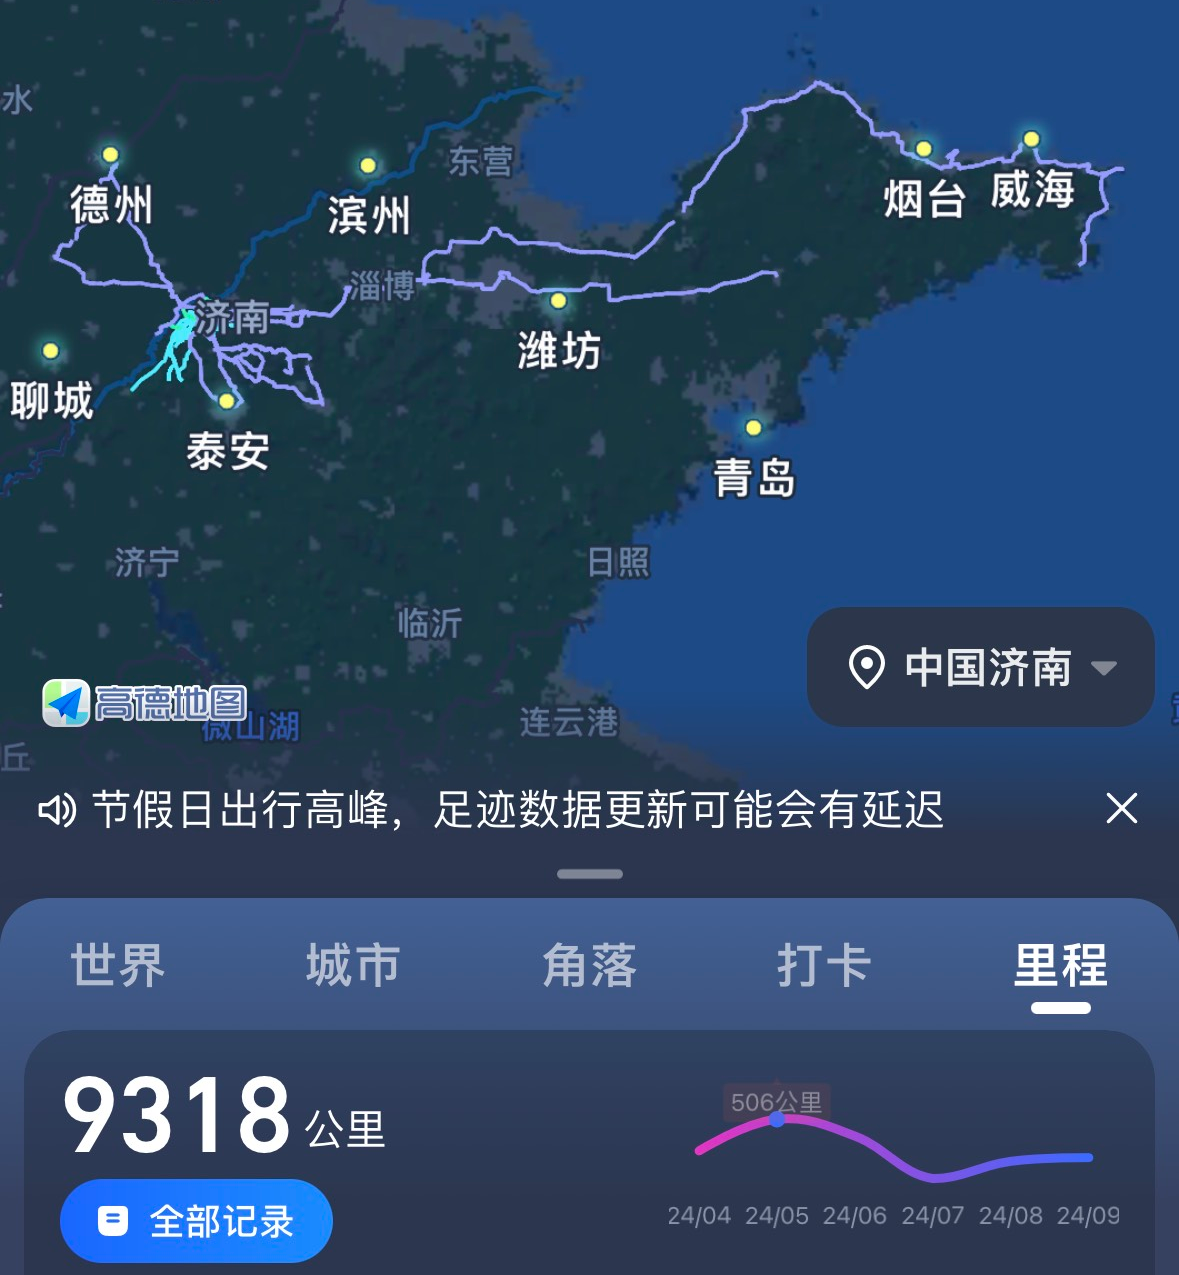 水
德州
滨州
东营
烟台
威海
淄博
济南
潍坊
聊城
泰安
青岛
济宁
日照
临沂
中国济南
高德地图
微山湖
连云港
丘
节假日出行高峰，足迹数据更新可能会有延迟
世界 城市 角落 打卡 里程
9318 公里
506公里
全部记录
24/04 24/05 24/06 24/07 24/08 24/09